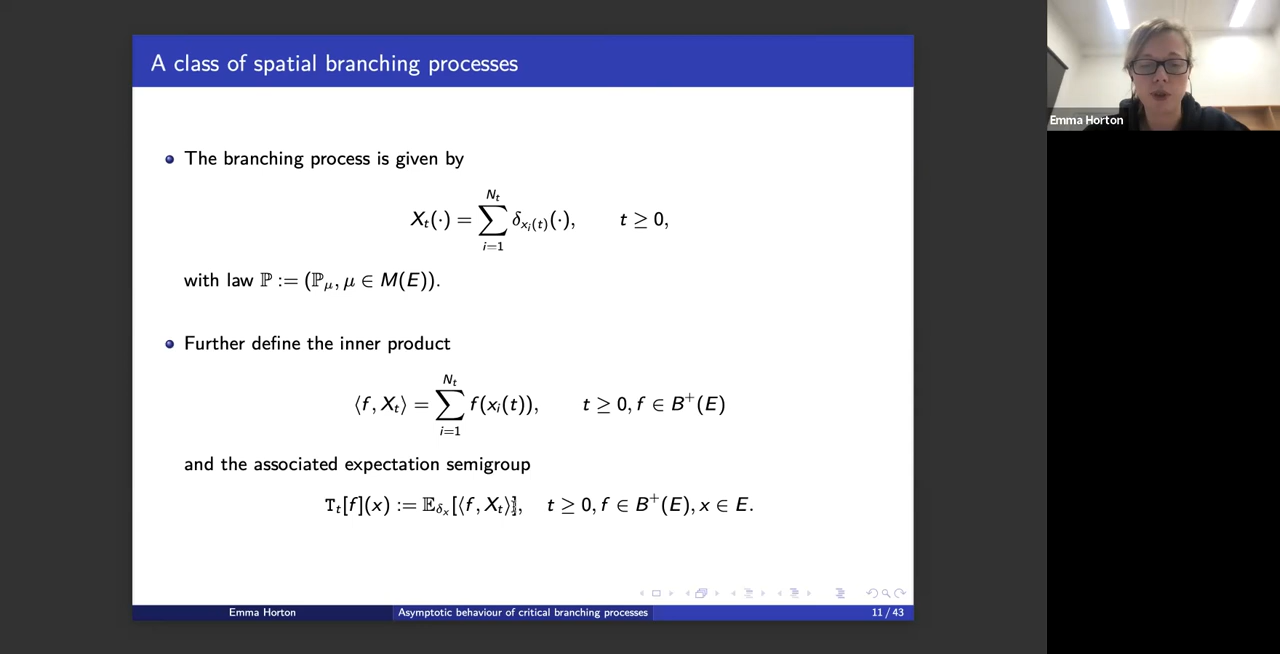 A class of spatial branching processes
The branching process is given by
X_t(·) = ∑_{i=1}^{N_t} δ_{x_i(t)}(·), t ≥ 0,
with law ℙ := (ℙ_μ, μ ∈ M(E)).
Further define the inner product
⟨f, X_t⟩ = ∑_{i=1}^{N_t} f(x_i(t)), t ≥ 0, f ∈ B^+(E)
and the associated expectation semigroup
T_t[f](x) := 𝔼_{δ_x}[⟨f, X_t⟩], t ≥ 0, f ∈ B^+(E), x ∈ E.
Emma Horton
Asymptotic behaviour of critical branching processes
11 / 43
Emma Horton